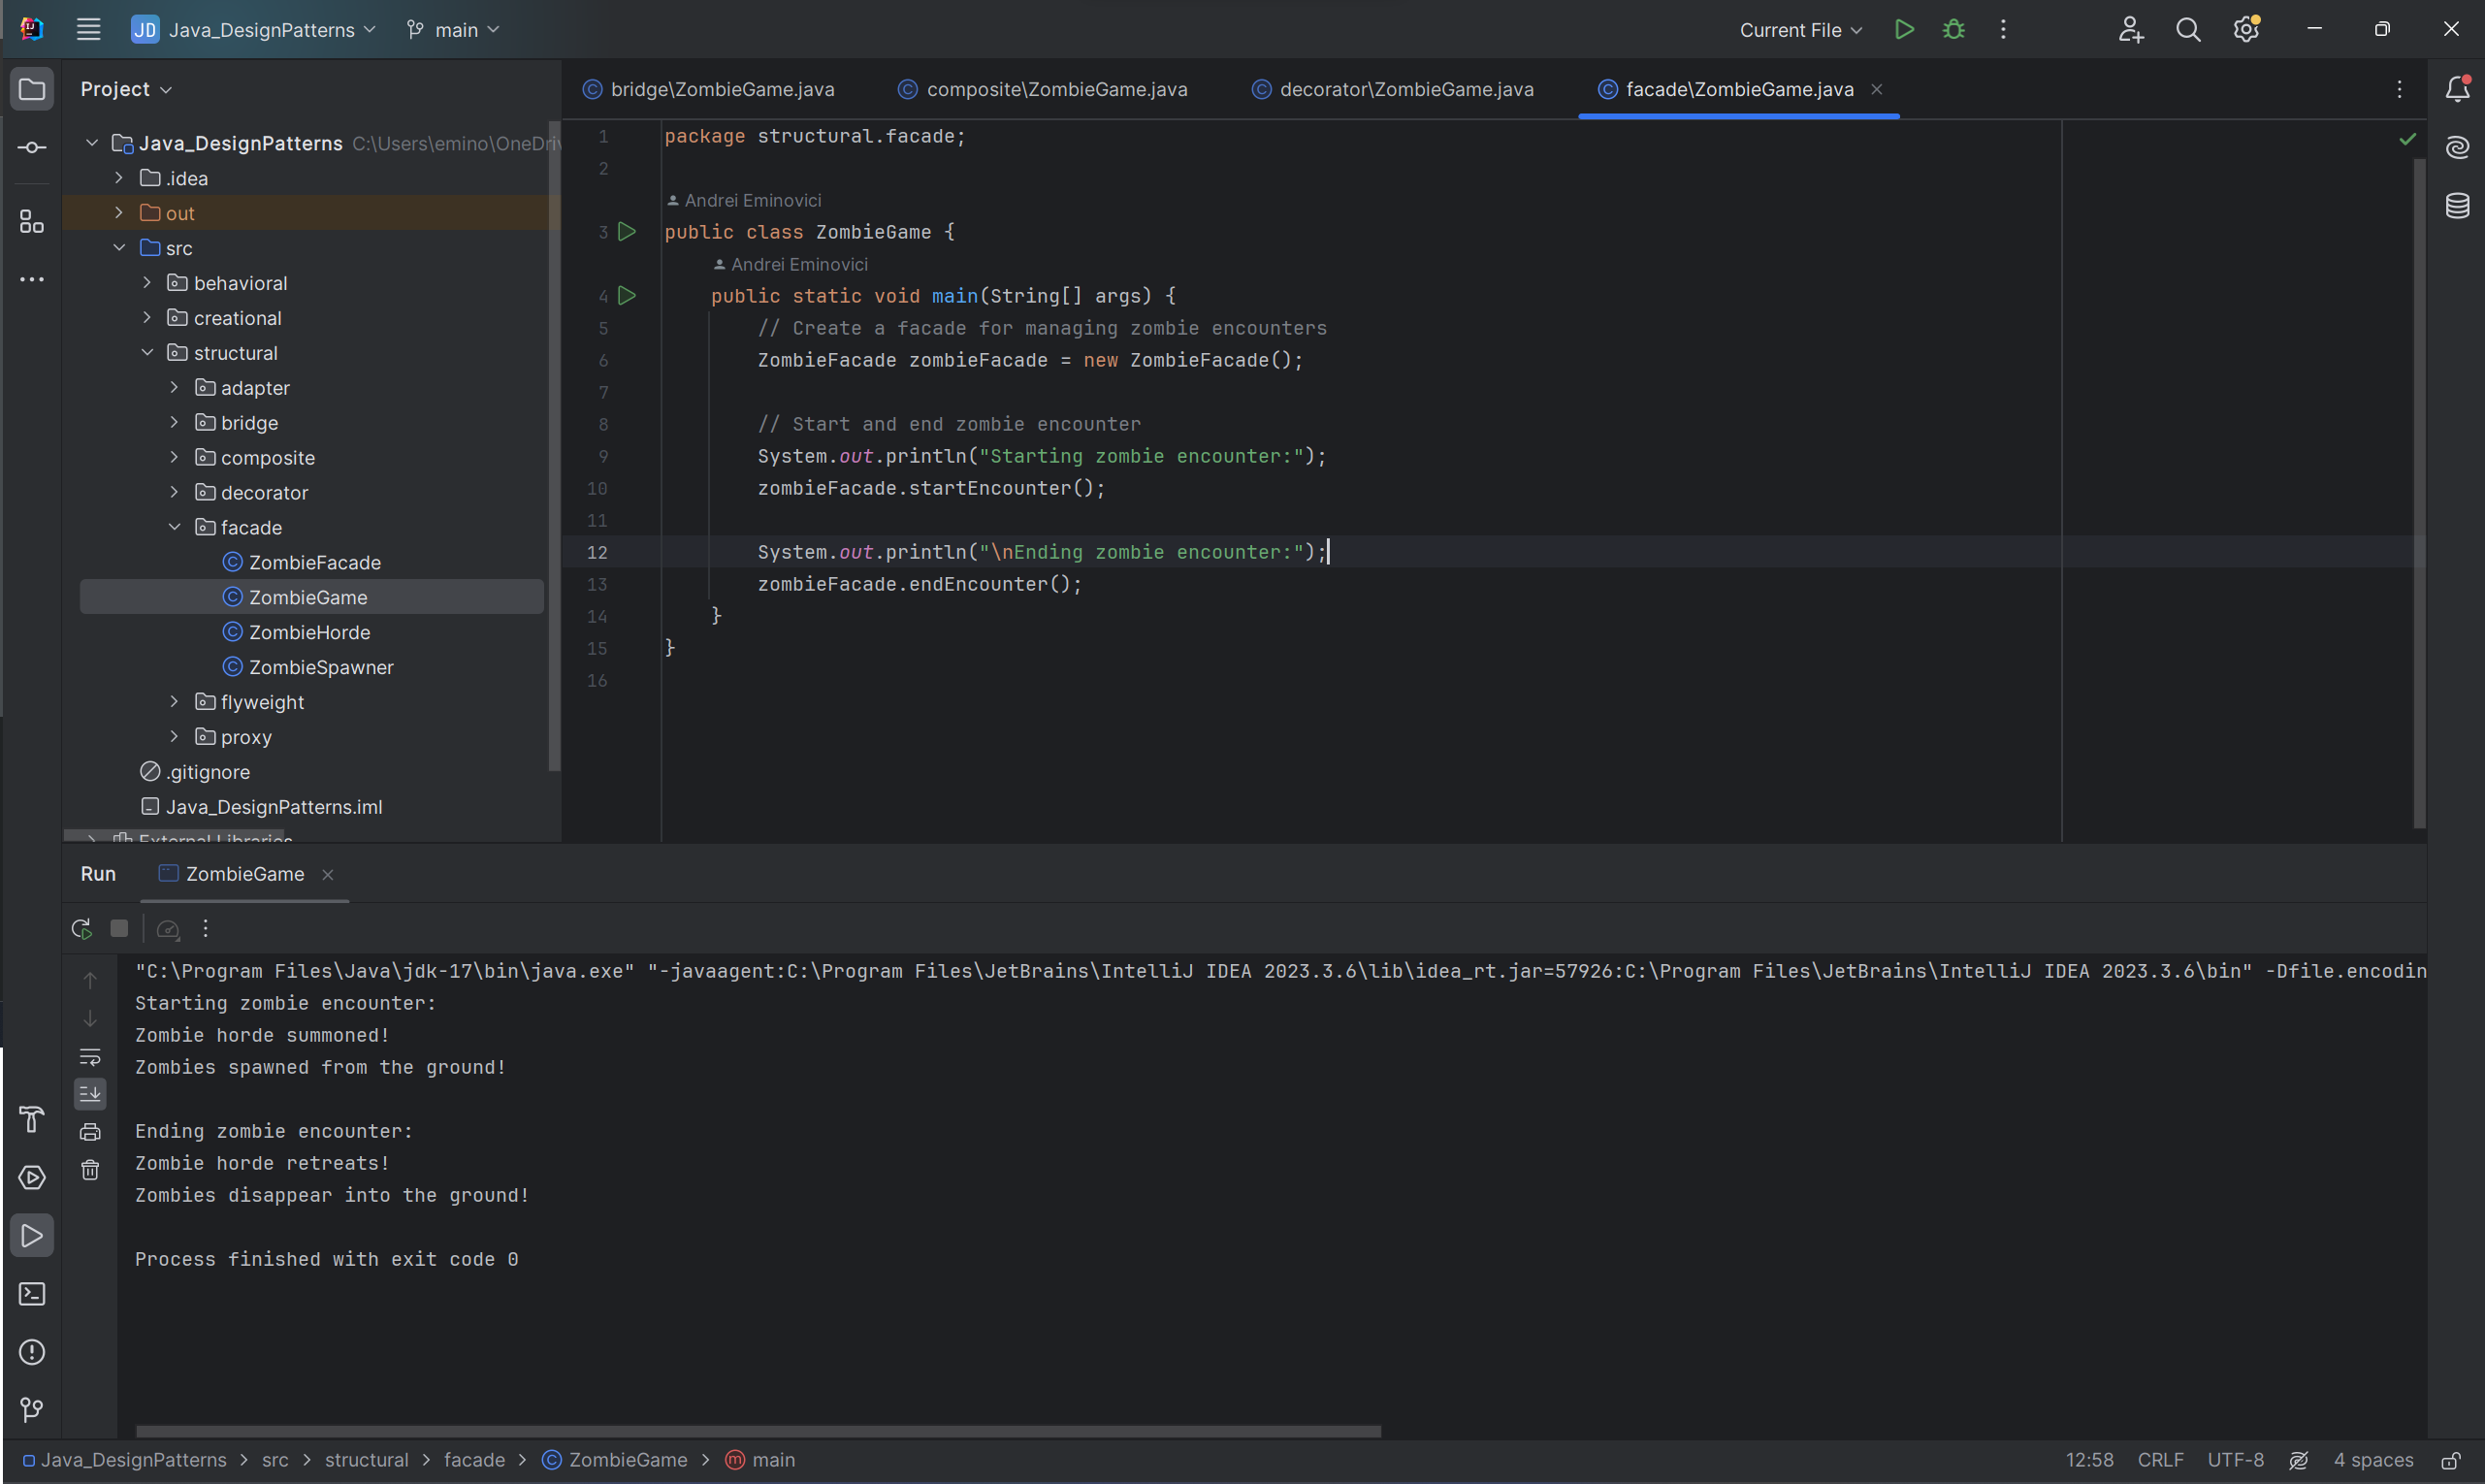 JD Java_DesignPatterns main Current File
Project
bridge\ZombieGame.java composite\ZombieGame.java decorator\ZombieGame.java facade\ZombieGame.java
Java_DesignPatterns C:\Users\emino\OneDri
.idea
out
src
behavioral
creational
structural
adapter
bridge
composite
decorator
facade
ZombieFacade
ZombieGame
ZombieHorde
ZombieSpawner
flyweight
proxy
.gitignore
Java_DesignPatterns.iml
External Libraries
1 package structural.facade;
2
Andrei Eminovici
3 public class ZombieGame {
Andrei Eminovici
4 public static void main(String[] args) {
5 // Create a facade for managing zombie encounters
6 ZombieFacade zombieFacade = new ZombieFacade();
7
8 // Start and end zombie encounter
9 System.out.println("Starting zombie encounter:");
10 zombieFacade.startEncounter();
11
12 System.out.println("\nEnding zombie encounter:");
13 zombieFacade.endEncounter();
14 }
15 }
16
Run ZombieGame
"C:\Program Files\Java\jdk-17\bin\java.exe" "-javaagent:C:\Program Files\JetBrains\IntelliJ IDEA 2023.3.6\lib\idea_rt.jar=57926:C:\Program Files\JetBrains\IntelliJ IDEA 2023.3.6\bin" -Dfile.encodin
Starting zombie encounter:
Zombie horde summoned!
Zombies spawned from the ground!
Ending zombie encounter:
Zombie horde retreats!
Zombies disappear into the ground!
Process finished with exit code 0
Java_DesignPatterns > src > structural > facade > ZombieGame > main 12:58 CRLF UTF-8 4 spaces